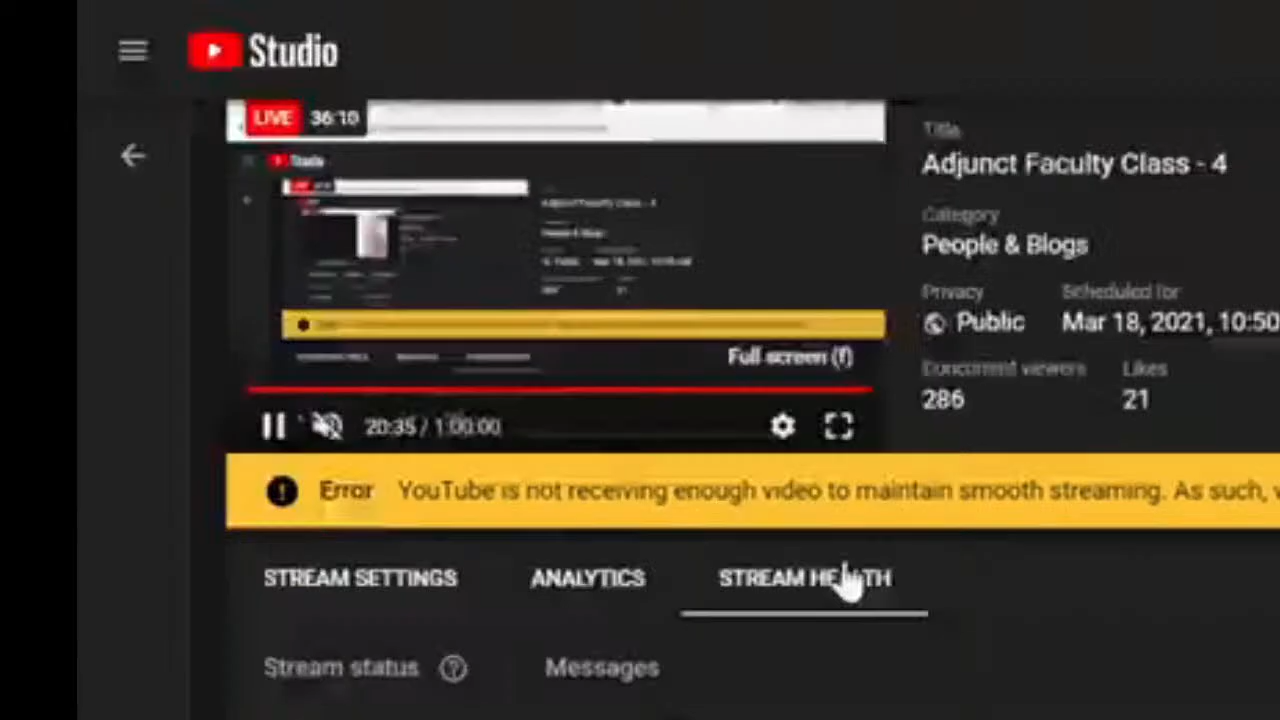 Studio
LIVE 36:10
Studio
Title
Adjunct Faculty Class - 4
Category
People & Blogs
Privacy
Scheduled for
Public
Mar 18, 2021, 10:50
Concurrent viewers
Likes
286
21
Full screen (f)
20:35 / 1:00:00
Error YouTube is not receiving enough video to maintain smooth streaming. As such,
STREAM SETTINGS
ANALYTICS
STREAM HEALTH
Stream status
Messages